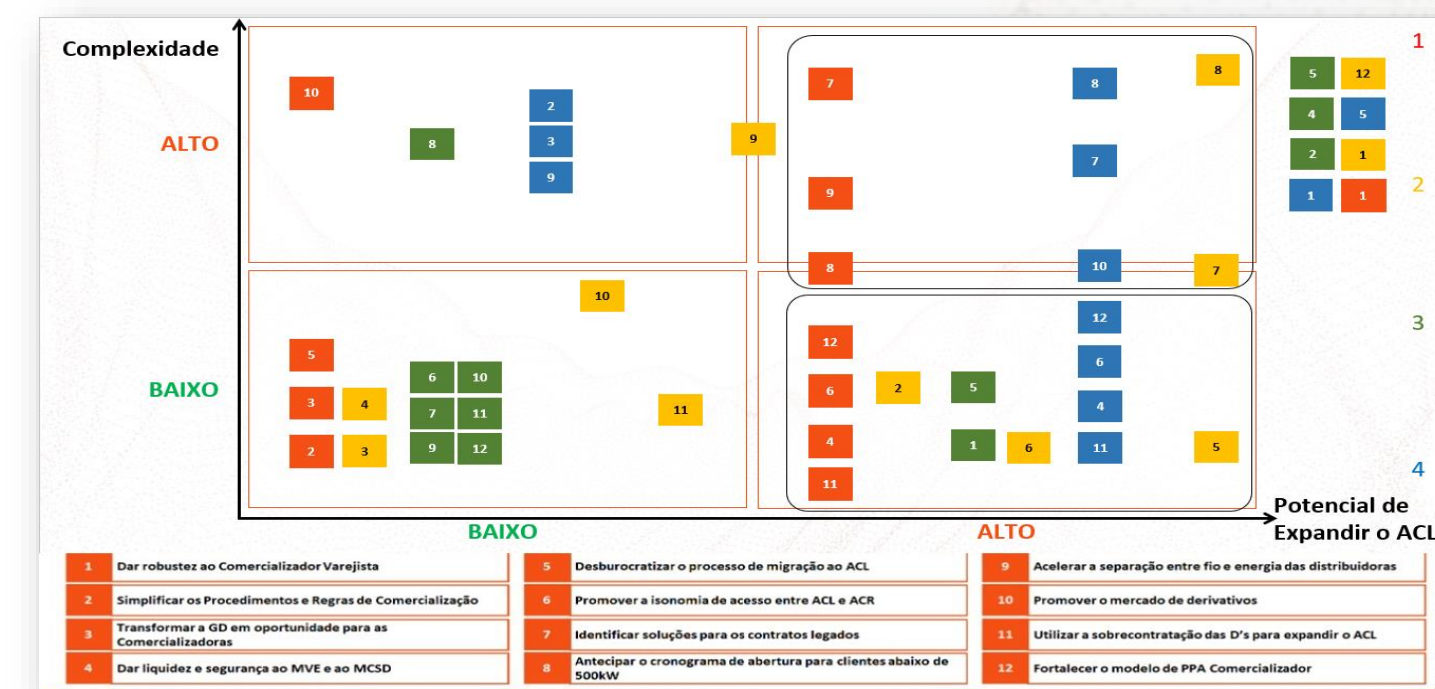 Complexidade
ALTO
BAIXO
10
8
2
3
9
9
7
9
8
8
7
10
8
7
5
12
4
5
2
1
1
1
1
2
3
4
10
5
3
4
2
3
6
10
7
11
9
12
11
12
6
4
11
2
5
1
6
12
6
4
11
5
BAIXO
ALTO
Potencial de
Expandir o ACL
1 Dar robustez ao Comercializador Varejista
2 Simplificar os Procedimentos e Regras de Comercialização
3 Transformar a GD em oportunidade para as
Comercializadoras
4 Dar liquidez e segurança ao MVE e ao MCSD
5 Desburocratizar o processo de migração ao ACL
6 Promover a isonomia de acesso entre ACL e ACR
7 Identificar soluções para os contratos legados
8 Antecipar o cronograma de abertura para clientes abaixo de
500kW
9 Acelerar a separação entre fio e energia das distribuidoras
10 Promover o mercado de derivativos
11 Utilizar a sobrecontratação das D's para expandir o ACL
12 Fortalecer o modelo de PPA Comercializador